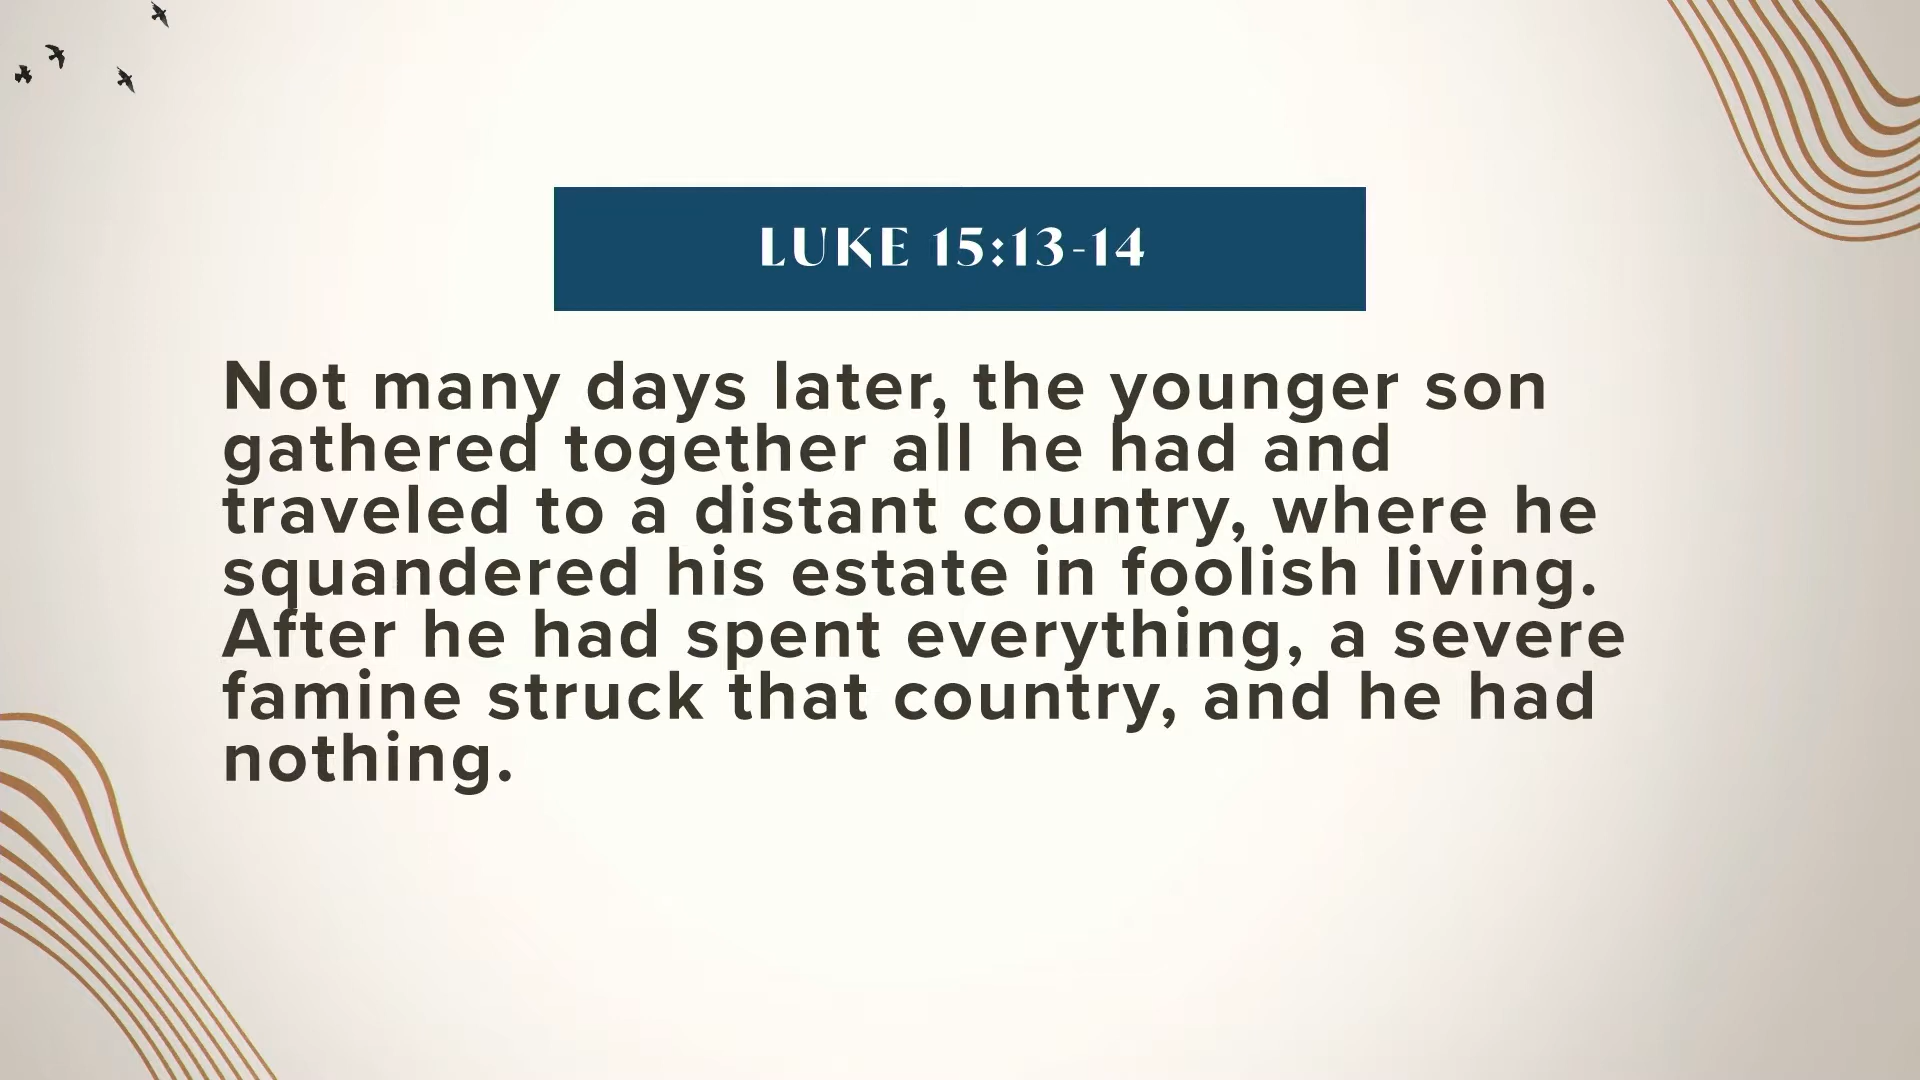 LUKE 15:13-14
Not many days later, the younger son
gathered together all he had and
traveled to a distant country, where he
squandered his estate in foolish living.
After he had spent everything, a severe
famine struck that country, and he had
nothing.